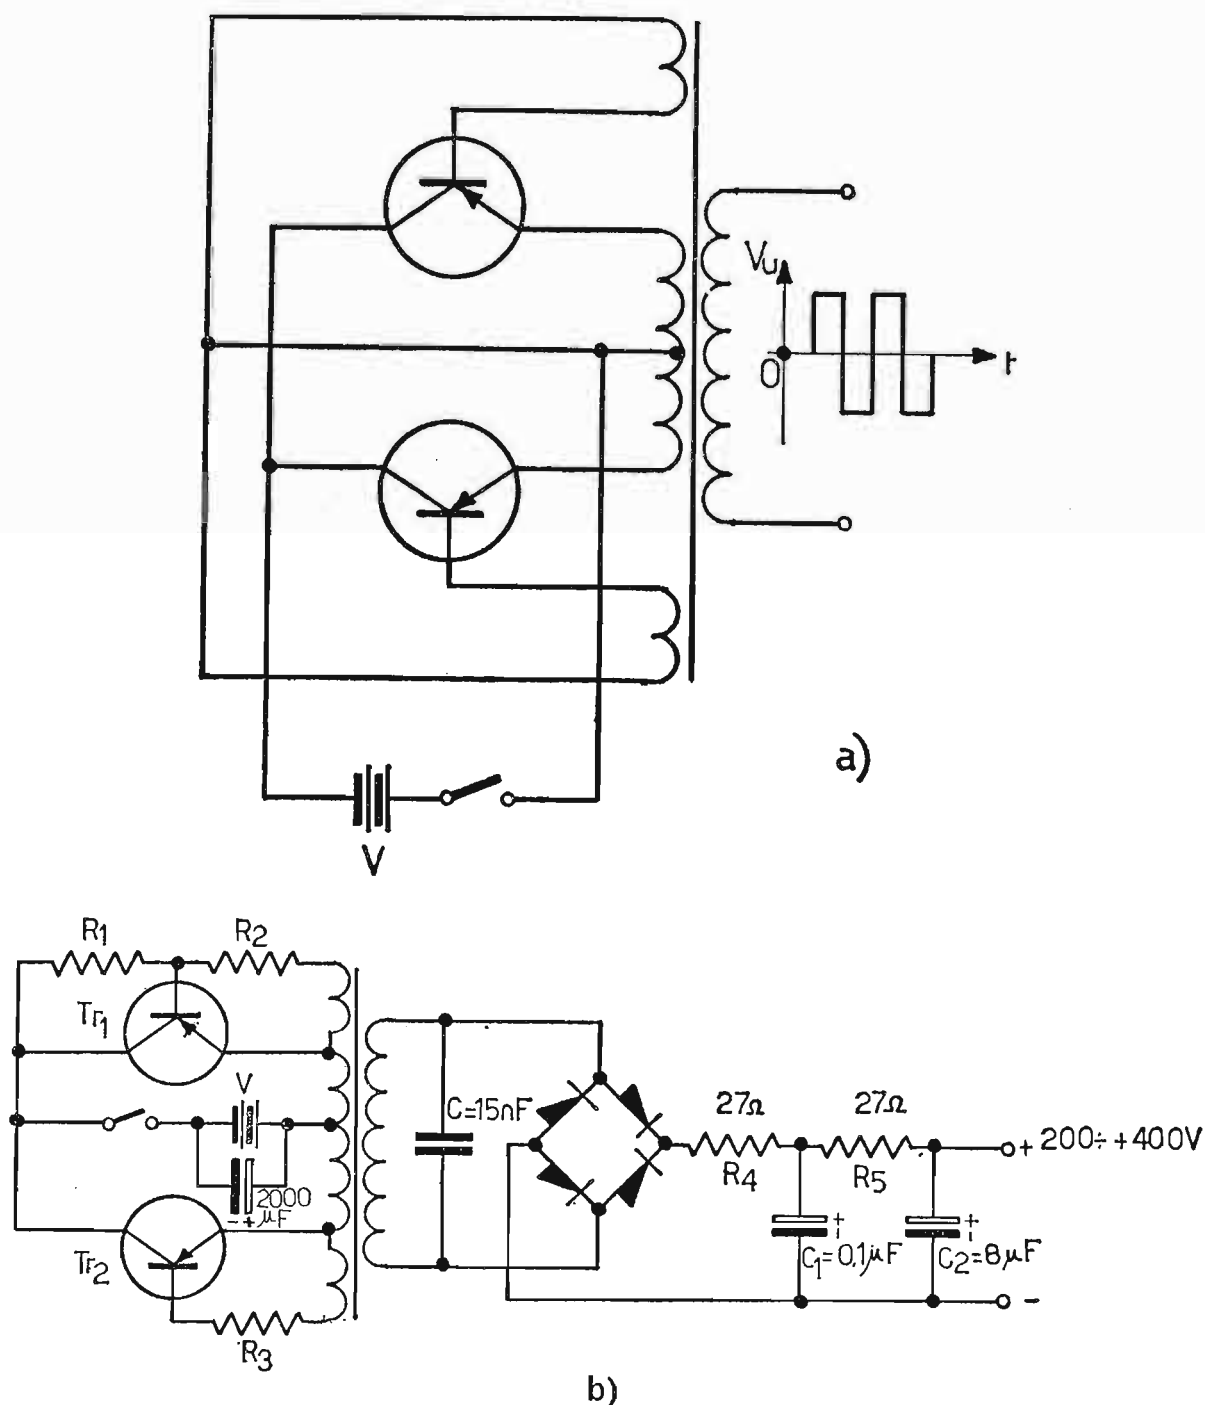 Vu
0
t
a)
V
R1
R2
Tr1
V
2000
- + µF
Tr2
R3
C=15nF
27Ω
R4
27Ω
R5
+ 200÷+400V
+
C1=0,1µF
+
C2=8µF
-
b)